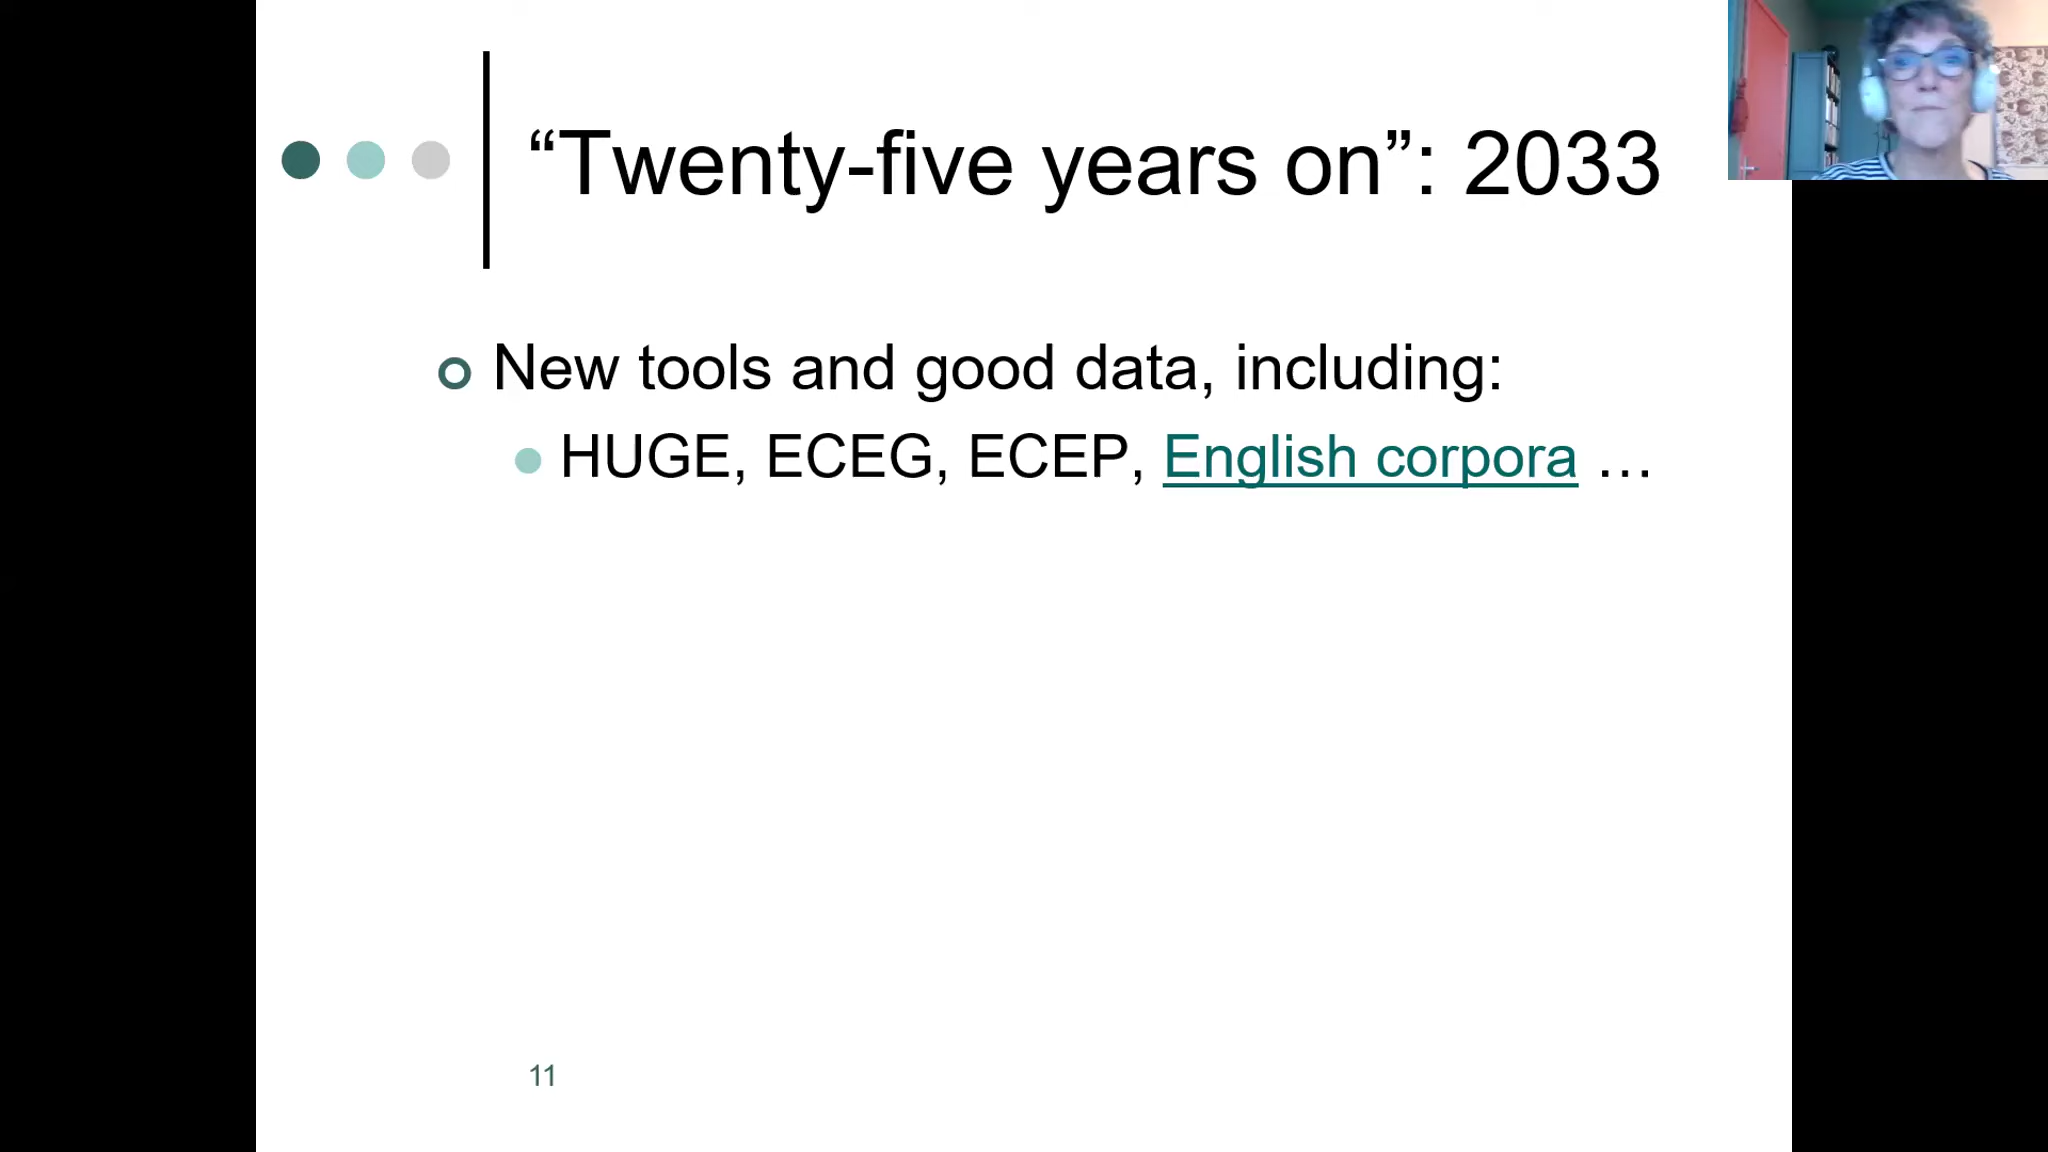 “Twenty-five years on”: 2033
New tools and good data, including:
HUGE, ECEG, ECEP, English corpora …
11